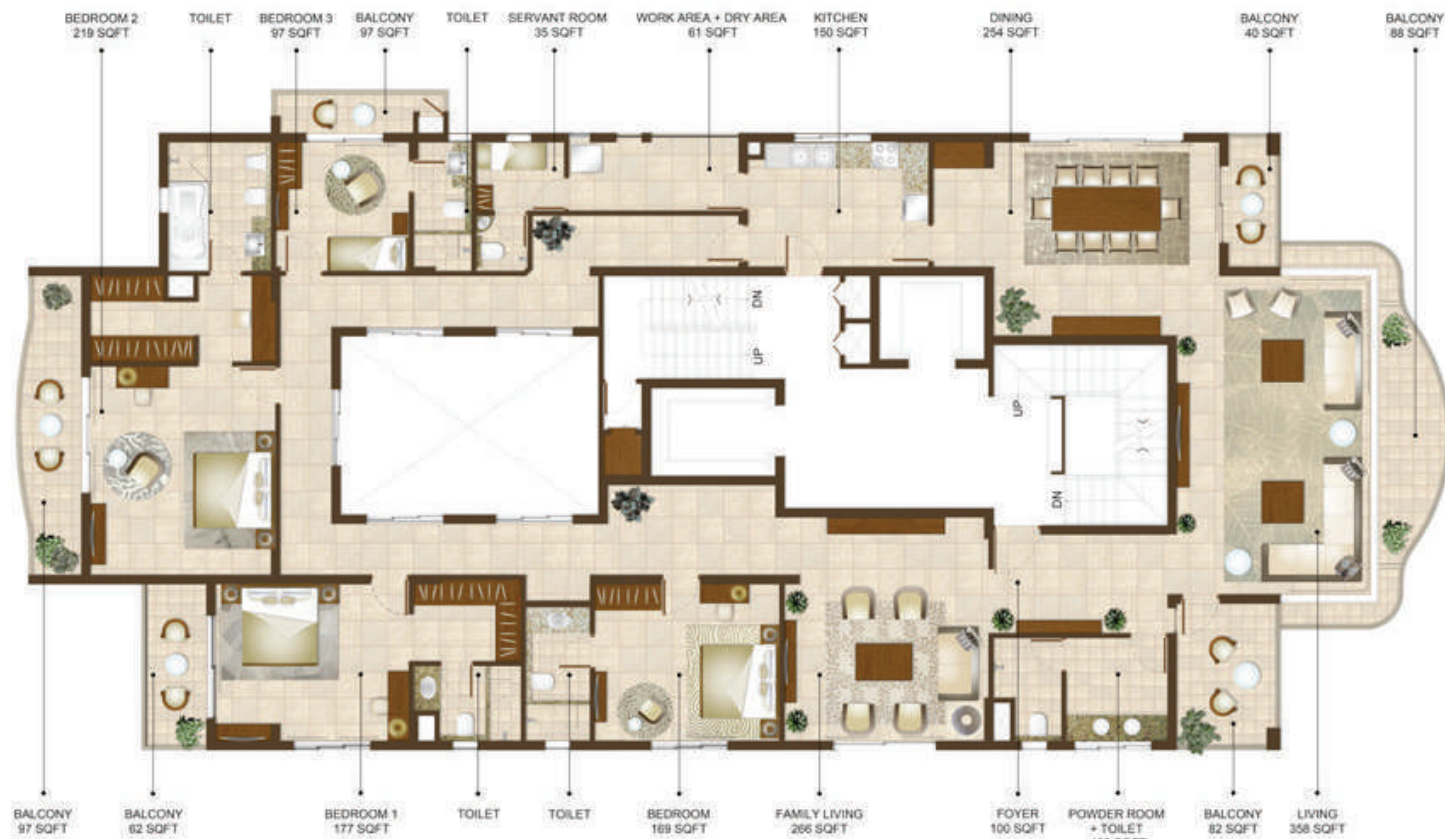 BEDROOM 2
219 SQFT
TOILET
BEDROOM 3
97 SQFT
BALCONY
97 SQFT
TOILET
SERVANT ROOM
35 SQFT
WORK AREA + DRY AREA
61 SQFT
KITCHEN
150 SQFT
DINING
254 SQFT
BALCONY
40 SQFT
BALCONY
88 SQFT
DN
UP
UP
DN
BALCONY
97 SQFT
BALCONY
62 SQFT
BEDROOM 1
177 SQFT
TOILET
TOILET
BEDROOM
169 SQFT
FAMILY LIVING
266 SQFT
FOYER
100 SQFT
POWDER ROOM
+ TOILET
BALCONY
82 SQFT
LIVING
358 SQFT